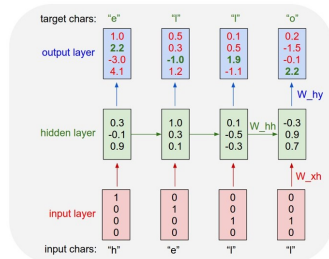 target chars: "e" "l" "l" "o"
1.0 0.5 0.1 0.2
2.2 0.3 0.5 -1.5
-3.0 -1.0 1.9 -0.1
4.1 1.2 -1.1 2.2
output layer
W_hy
0.3 1.0 0.1 -0.3
-0.1 0.3 -0.5 0.9
0.9 0.1 -0.3 0.7
hidden layer
W_hh
W_xh
1 0 0 0
0 1 0 0
0 0 1 1
0 0 0 0
input layer
input chars: "h" "e" "l" "l"